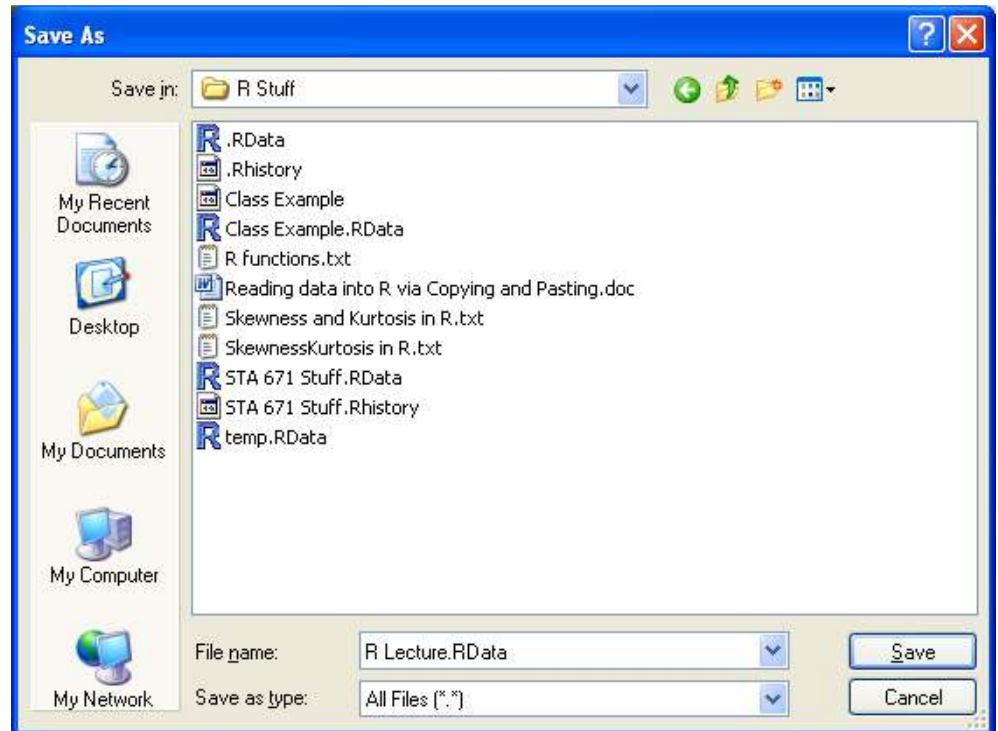 Save As
Save in: R Stuff
My Recent
Documents
Desktop
My Documents
My Computer
My Network
.RData
.Rhistory
Class Example
Class Example.RData
R functions.txt
Reading data into R via Copying and Pasting.doc
Skewness and Kurtosis in R.txt
SkewnessKurtosis in R.txt
STA 671 Stuff.RData
STA 671 Stuff.Rhistory
temp.RData
File name: R Lecture.RData Save
Save as type: All Files (*.*) Cancel